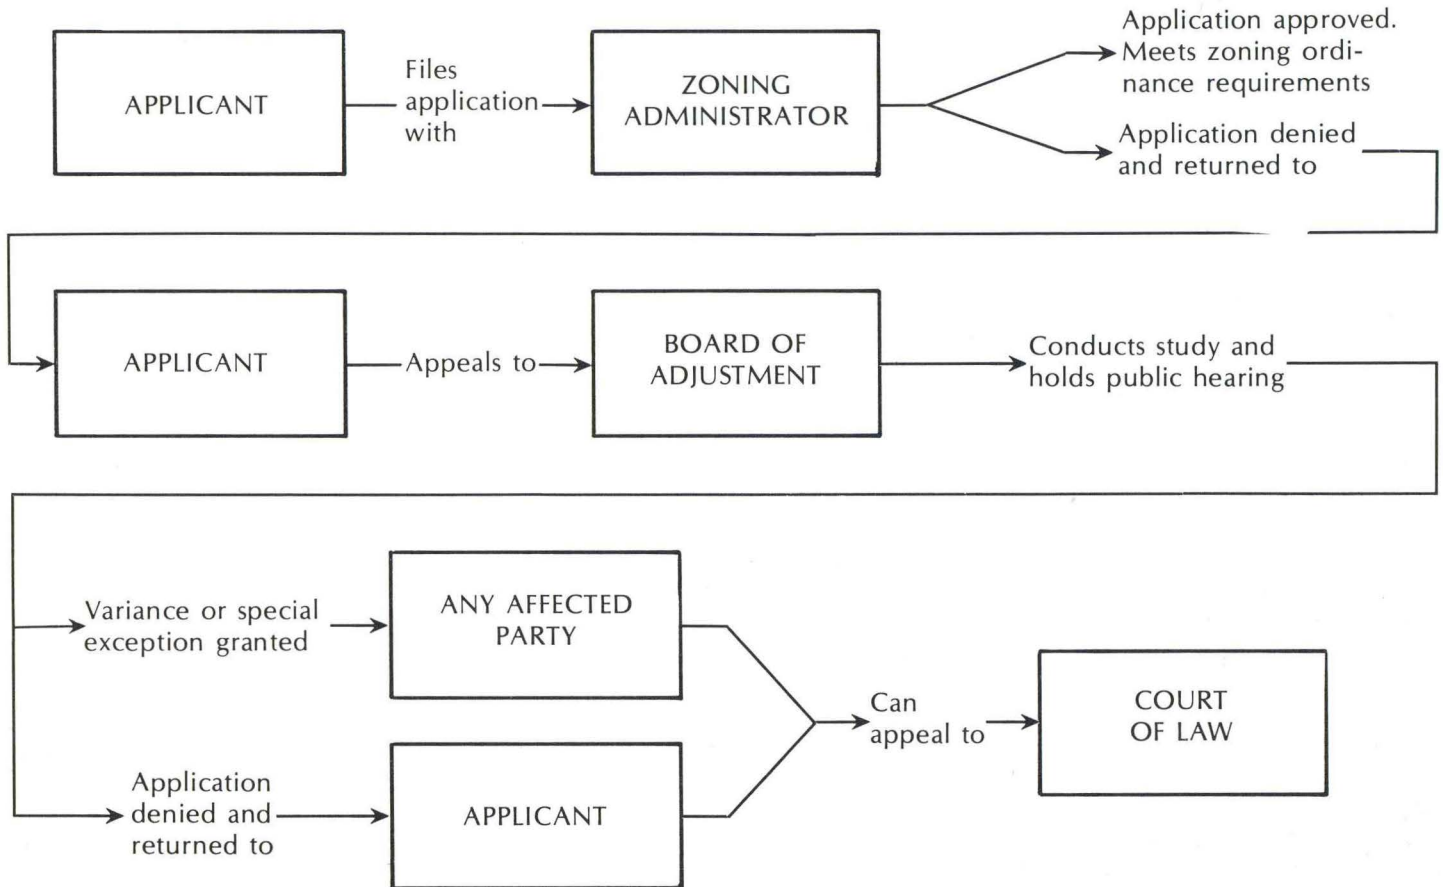 APPLICANT
Files
application
with
ZONING
ADMINISTRATOR
Application approved.
Meets zoning ordi-
nance requirements
Application denied
and returned to
APPLICANT
Appeals to
BOARD OF
ADJUSTMENT
Conducts study and
holds public hearing
Variance or special
exception granted
ANY AFFECTED
PARTY
Application
denied and
returned to
APPLICANT
Can
appeal to
COURT
OF LAW